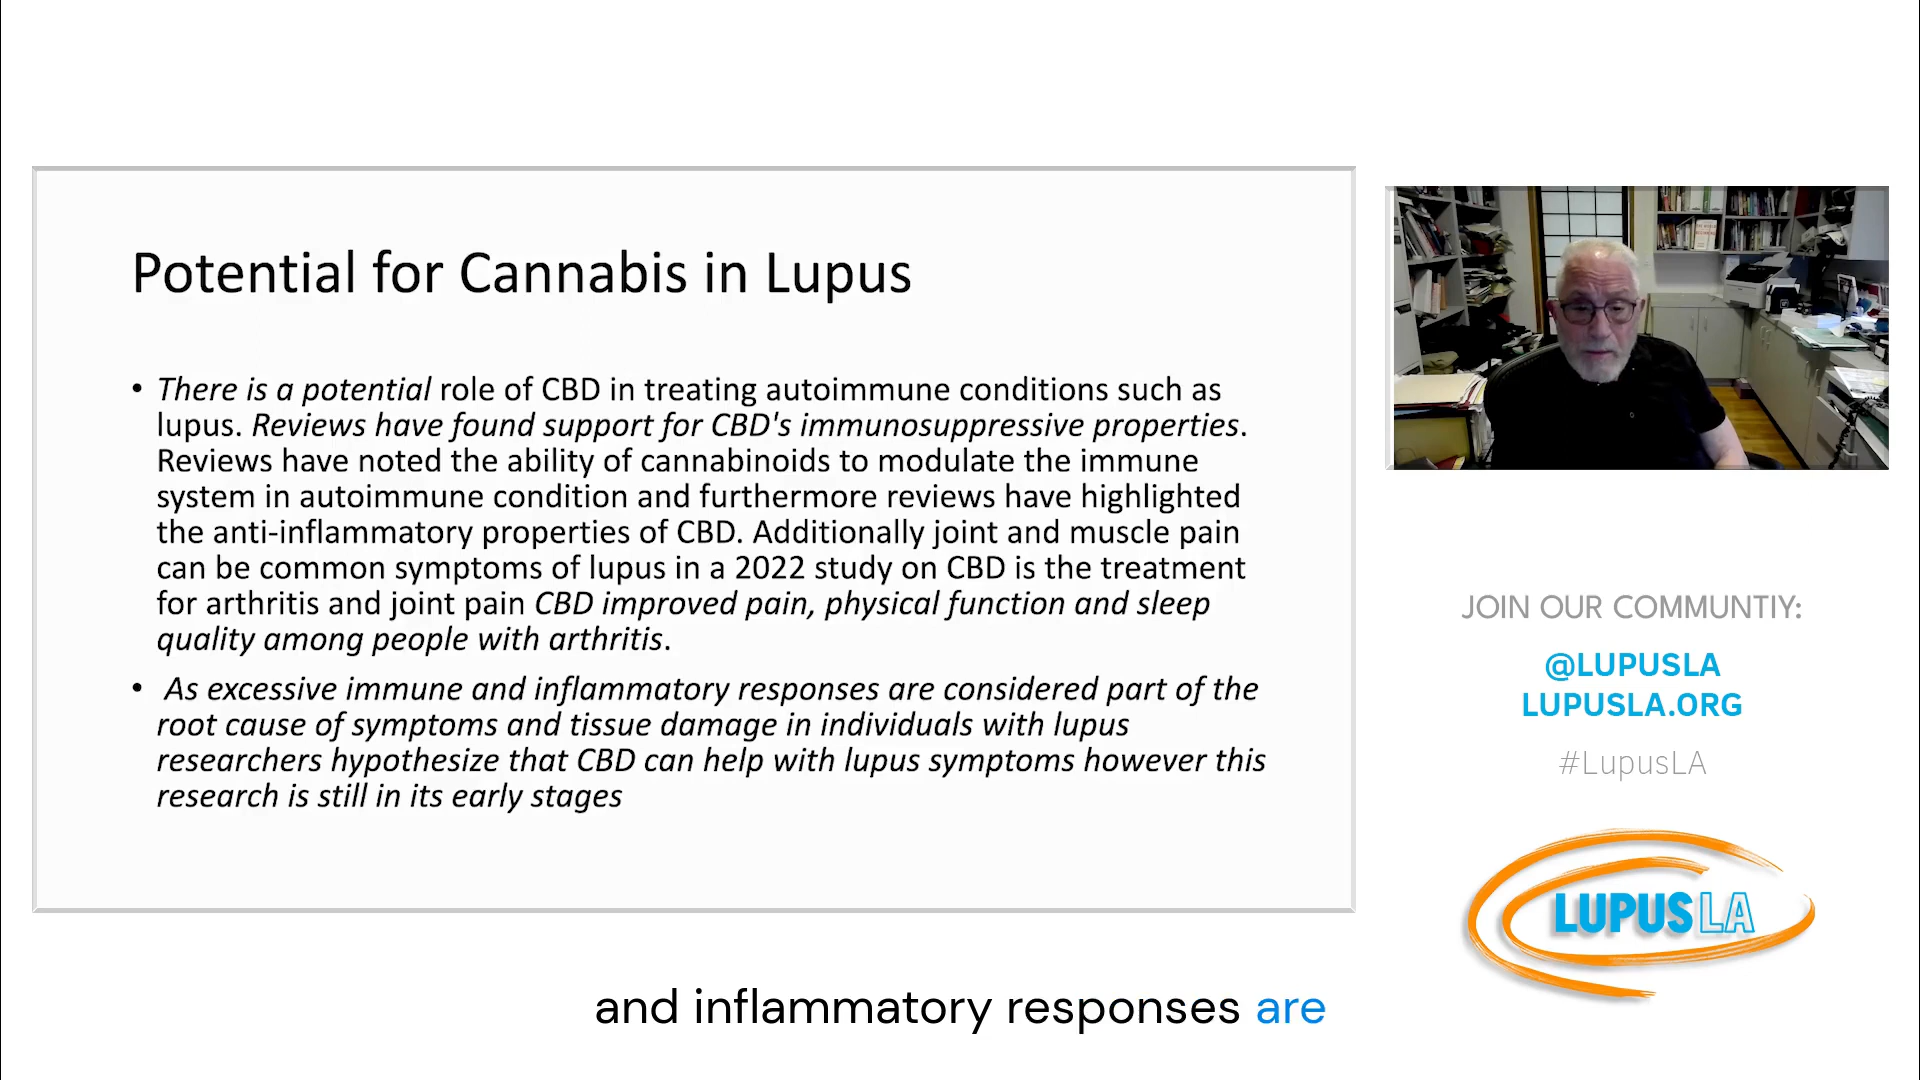 Potential for Cannabis in Lupus
• There is a potential role of CBD in treating autoimmune conditions such as
lupus. Reviews have found support for CBD's immunosuppressive properties.
Reviews have noted the ability of cannabinoids to modulate the immune
system in autoimmune condition and furthermore reviews have highlighted
the anti-inflammatory properties of CBD. Additionally joint and muscle pain
can be common symptoms of lupus in a 2022 study on CBD is the treatment
for arthritis and joint pain CBD improved pain, physical function and sleep
quality among people with arthritis.
• As excessive immune and inflammatory responses are considered part of the
root cause of symptoms and tissue damage in individuals with lupus
researchers hypothesize that CBD can help with lupus symptoms however this
research is still in its early stages
JOIN OUR COMMUNTIY:
@LUPUSLA
LUPUSLA.ORG
#LupusLA
LUPUS LA
and inflammatory responses are